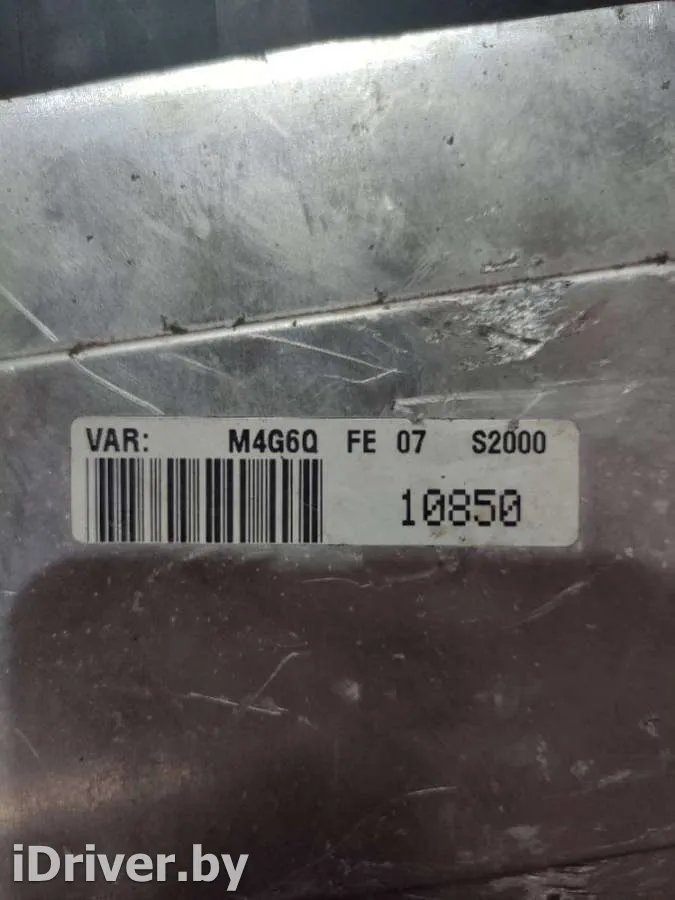 VAR: M4G6Q FE 07 S2000
10850
iDriver.by